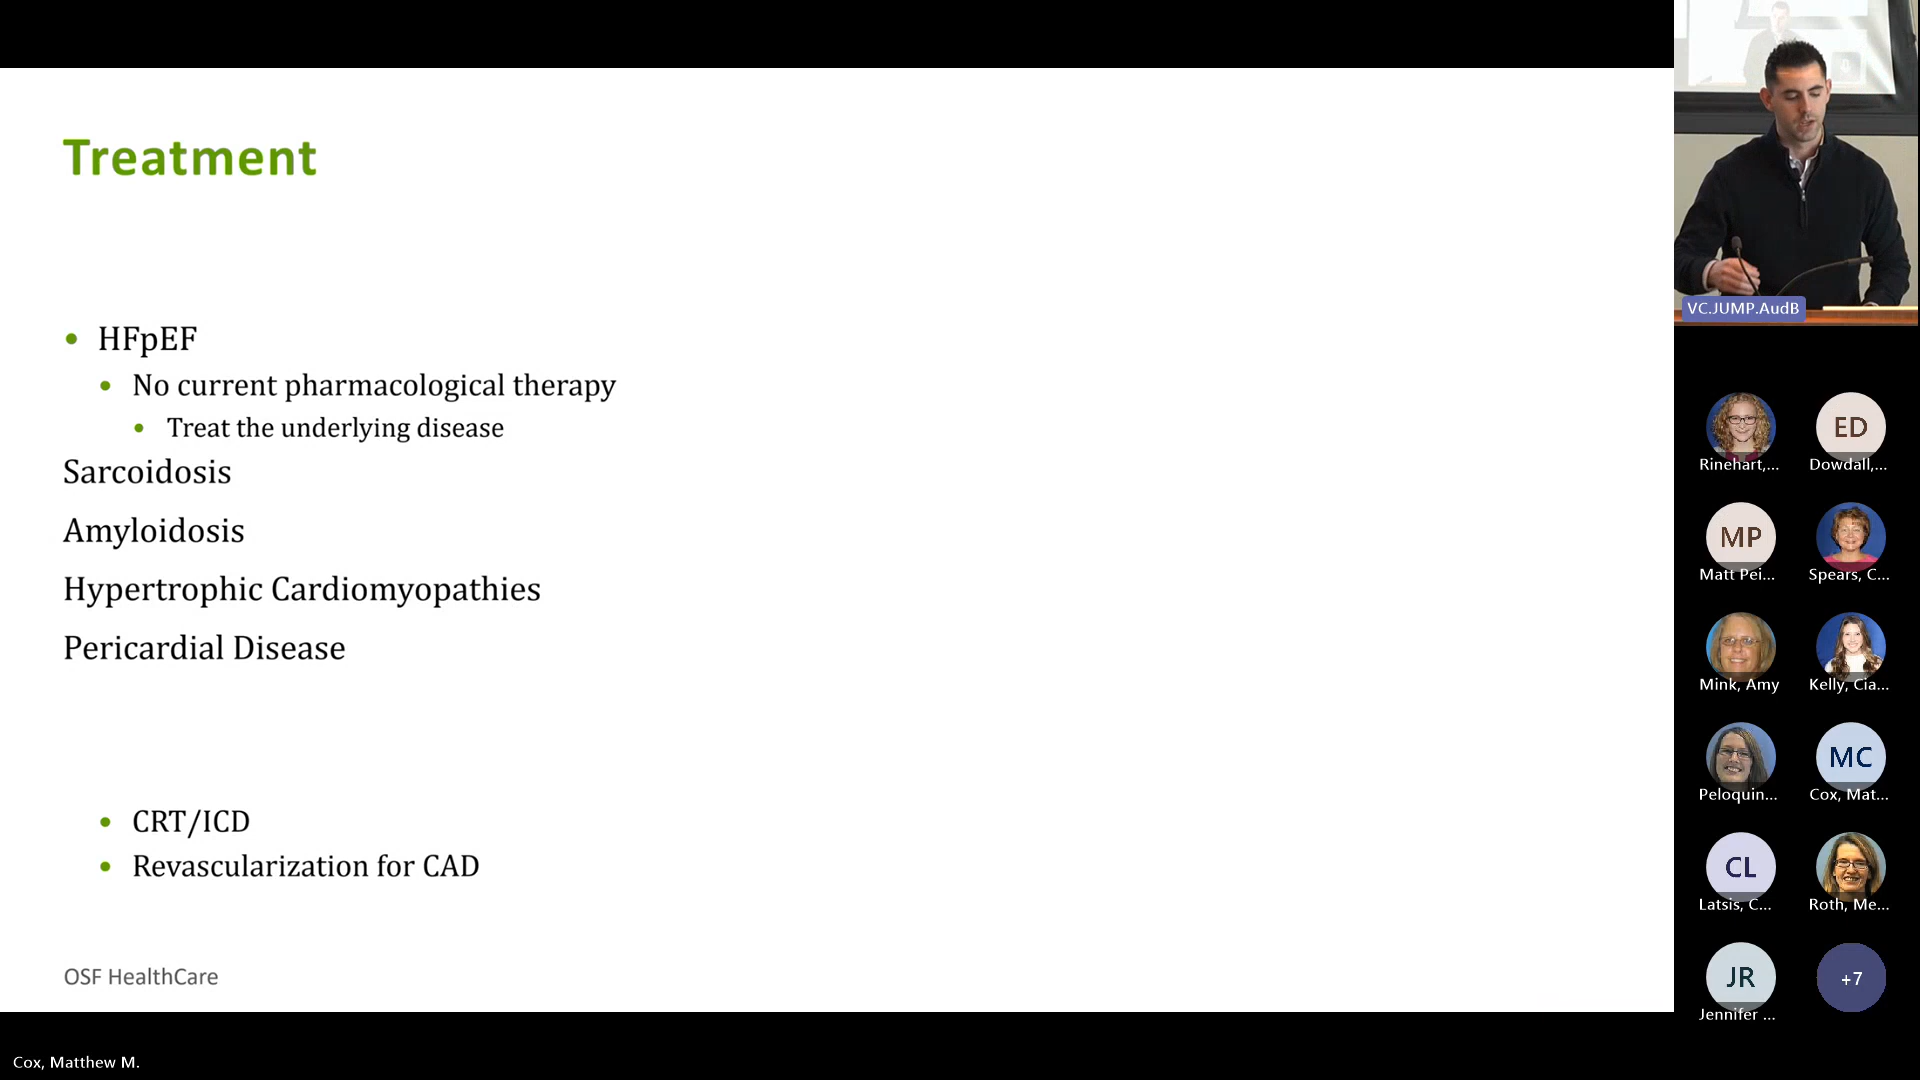 Treatment
• HFpEF
• No current pharmacological therapy
• Treat the underlying disease
Sarcoidosis
Amyloidosis
Hypertrophic Cardiomyopathies
Pericardial Disease
• CRT/ICD
• Revascularization for CAD
OSF HealthCare
Cox, Matthew M.
VC.JUMP.AudB
Rinehart,...
ED
Dowdall,...
MP
Matt Pei...
Spears, C...
Mink, Amy
Kelly, Cia...
Peloquin...
MC
Cox, Mat...
CL
Latsis, C...
Roth, Me...
JR
Jennifer ...
+7